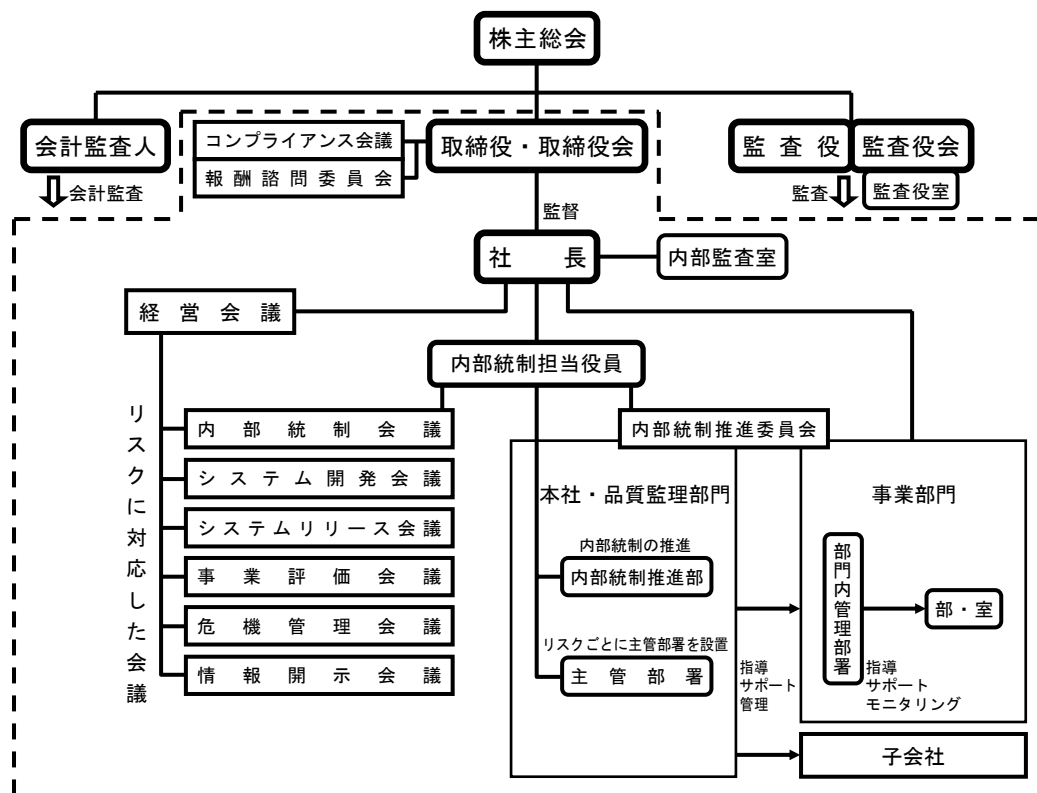 株主総会
会計監査人
コンプライアンス会議
報酬諮問委員会
取締役・取締役会
監査役
監査役会
監査役室
会計監査
監査
監督
社長
内部監査室
経営会議
内部統制担当役員
リスクに対応した会議
内部統制会議
システム開発会議
システムリリース会議
事業評価会議
危機管理会議
情報開示会議
内部統制推進委員会
本社・品質監理部門
内部統制の推進
内部統制推進部
リスクごとに主管部署を設置
主管部署
指導
サポート
管理
事業部門
部門内管理部署
部・室
指導
サポート
モニタリング
子会社